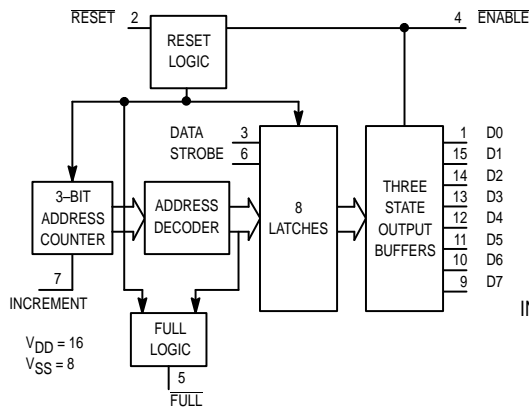 RESET 2
4 ENABLE
RESET
LOGIC
DATA 3
STROBE 6
3–BIT
ADDRESS
COUNTER
ADDRESS
DECODER
8
LATCHES
THREE
STATE
OUTPUT
BUFFERS
1 D0
15 D1
14 D2
13 D3
12 D4
11 D5
10 D6
9 D7
7
INCREMENT
FULL
LOGIC
5
FULL
VDD = 16
VSS = 8